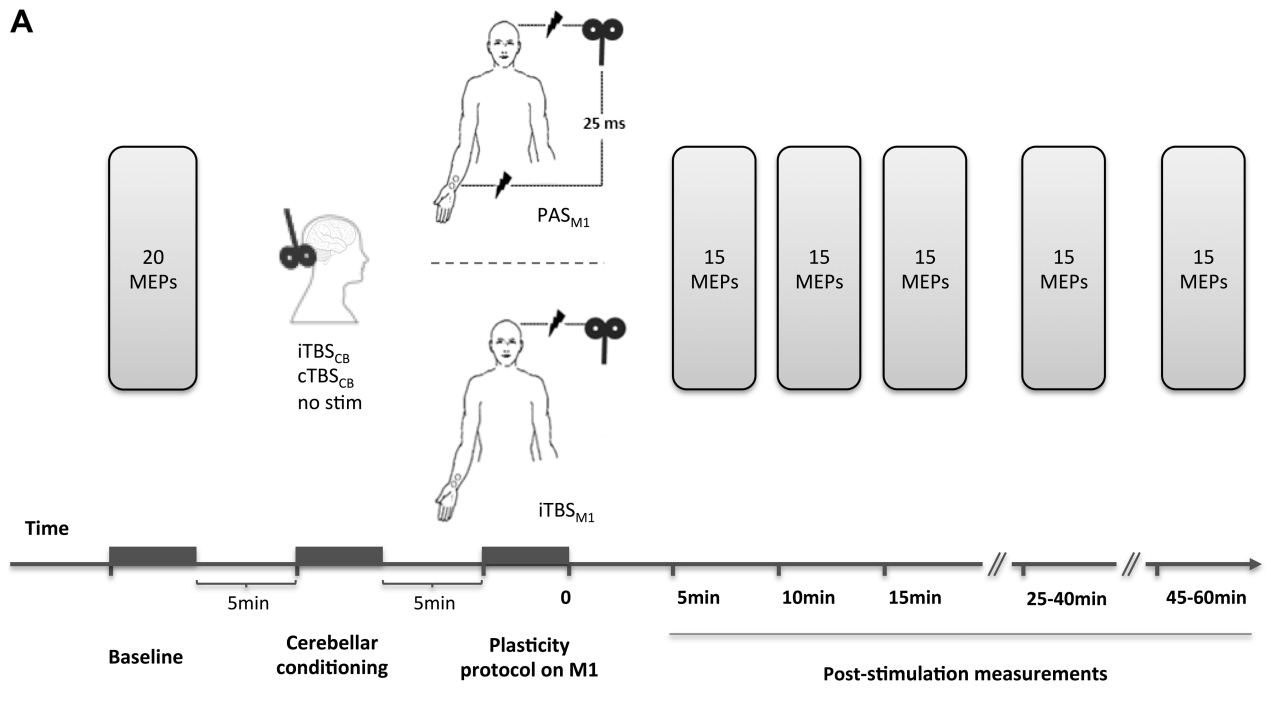 A
25 ms
PAS_M1
20
MEPs
iTBS_CB
cTBS_CB
no stim
iTBS_M1
15
MEPs
15
MEPs
15
MEPs
15
MEPs
15
MEPs
Time
5min
5min
0
5min
10min
15min
25-40min
45-60min
Baseline
Cerebellar
conditioning
Plasticity
protocol on M1
Post-stimulation measurements